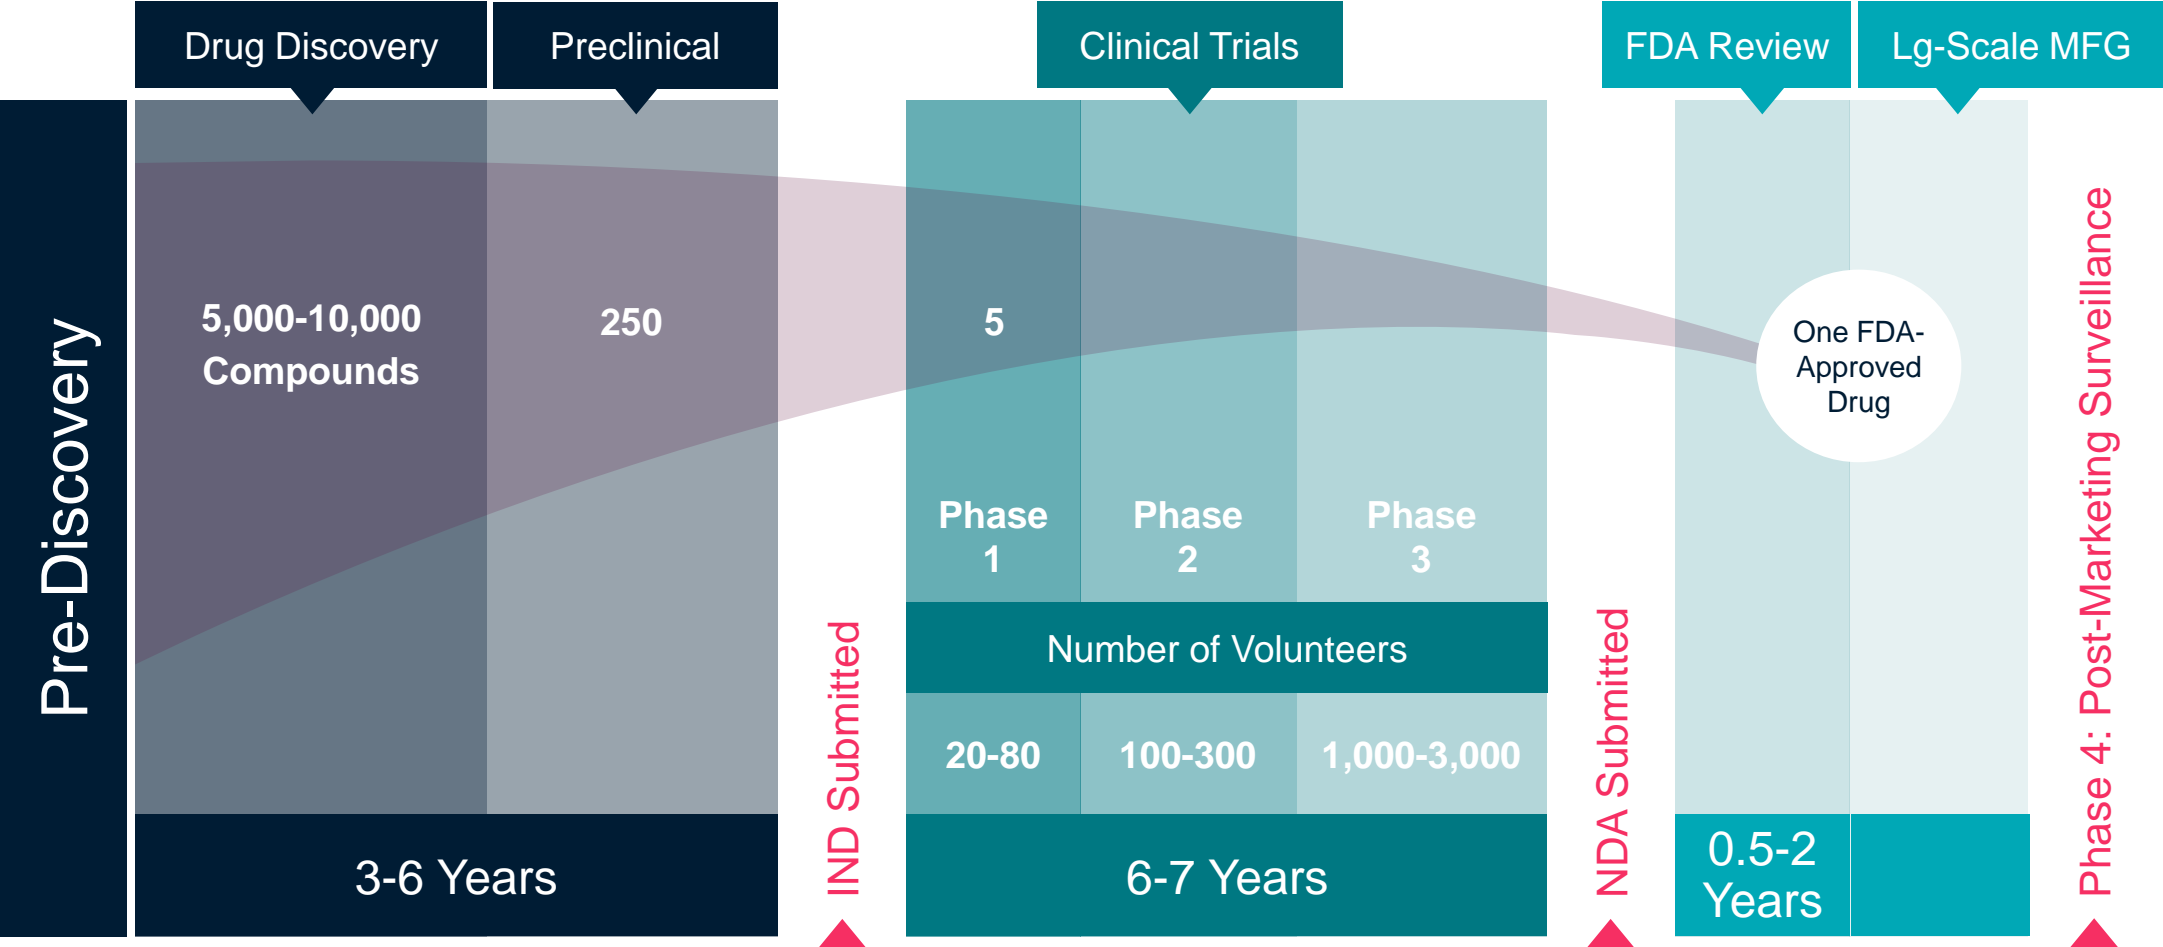 Drug Discovery
Preclinical
Clinical Trials
FDA Review
Lg-Scale MFG
Pre-Discovery
5,000-10,000
Compounds
250
5
One FDA-
Approved
Drug
Phase
1
Phase
2
Phase
3
Number of Volunteers
20-80
100-300
1,000-3,000
3-6 Years
IND Submitted
6-7 Years
NDA Submitted
0.5-2
Years
Phase 4: Post-Marketing Surveillance